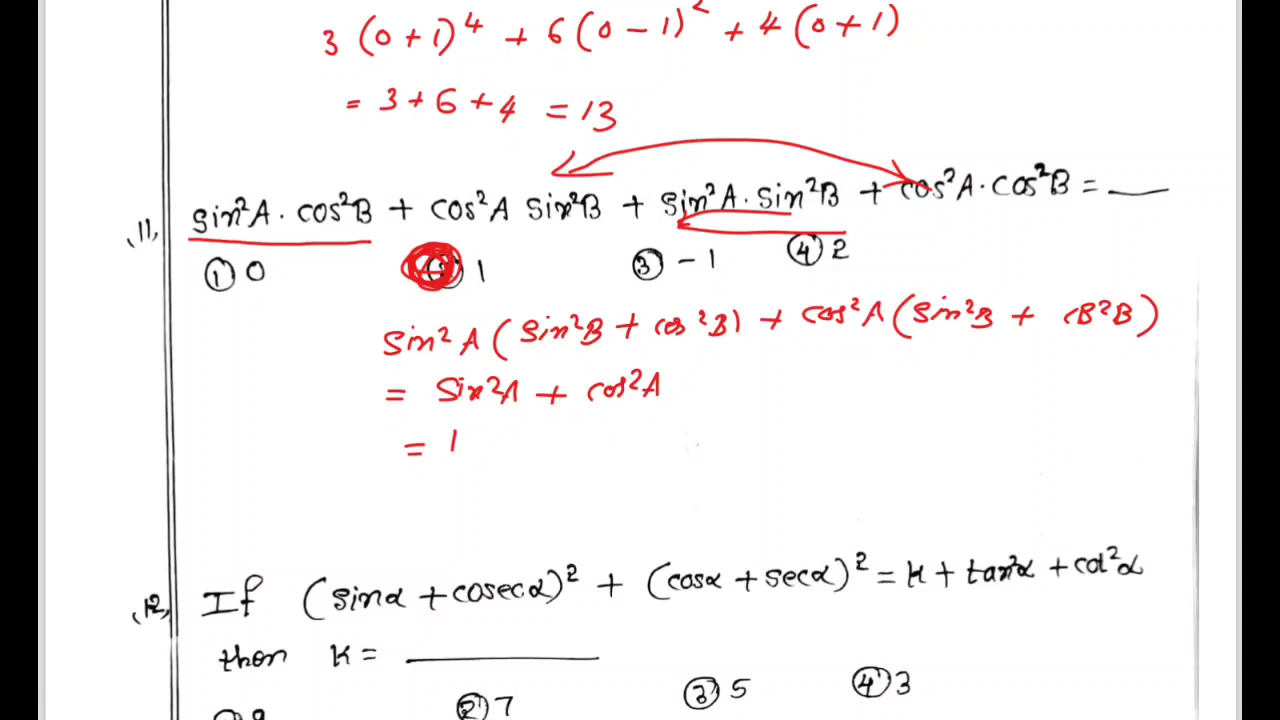 3 (0 + 1)⁴ + 6(0 - 1)² + 4(0 + 1)
= 3 + 6 + 4 = 13
11, sin²A · cos²B + cos²A sin²B + sin²A · sin²B + cos²A · cos²B = ___
① 0 ② 1 ③ - 1 ④ 2
sin²A (sin²B + cos²B) + cos²A (sin²B + cos²B)
= sin²A + cos²A
= 1
12, If (sinα + cosecα)² + (cosα + secα)² = K + tan²α + cot²α
then K = ______
② 7 ③ 5 ④ 3